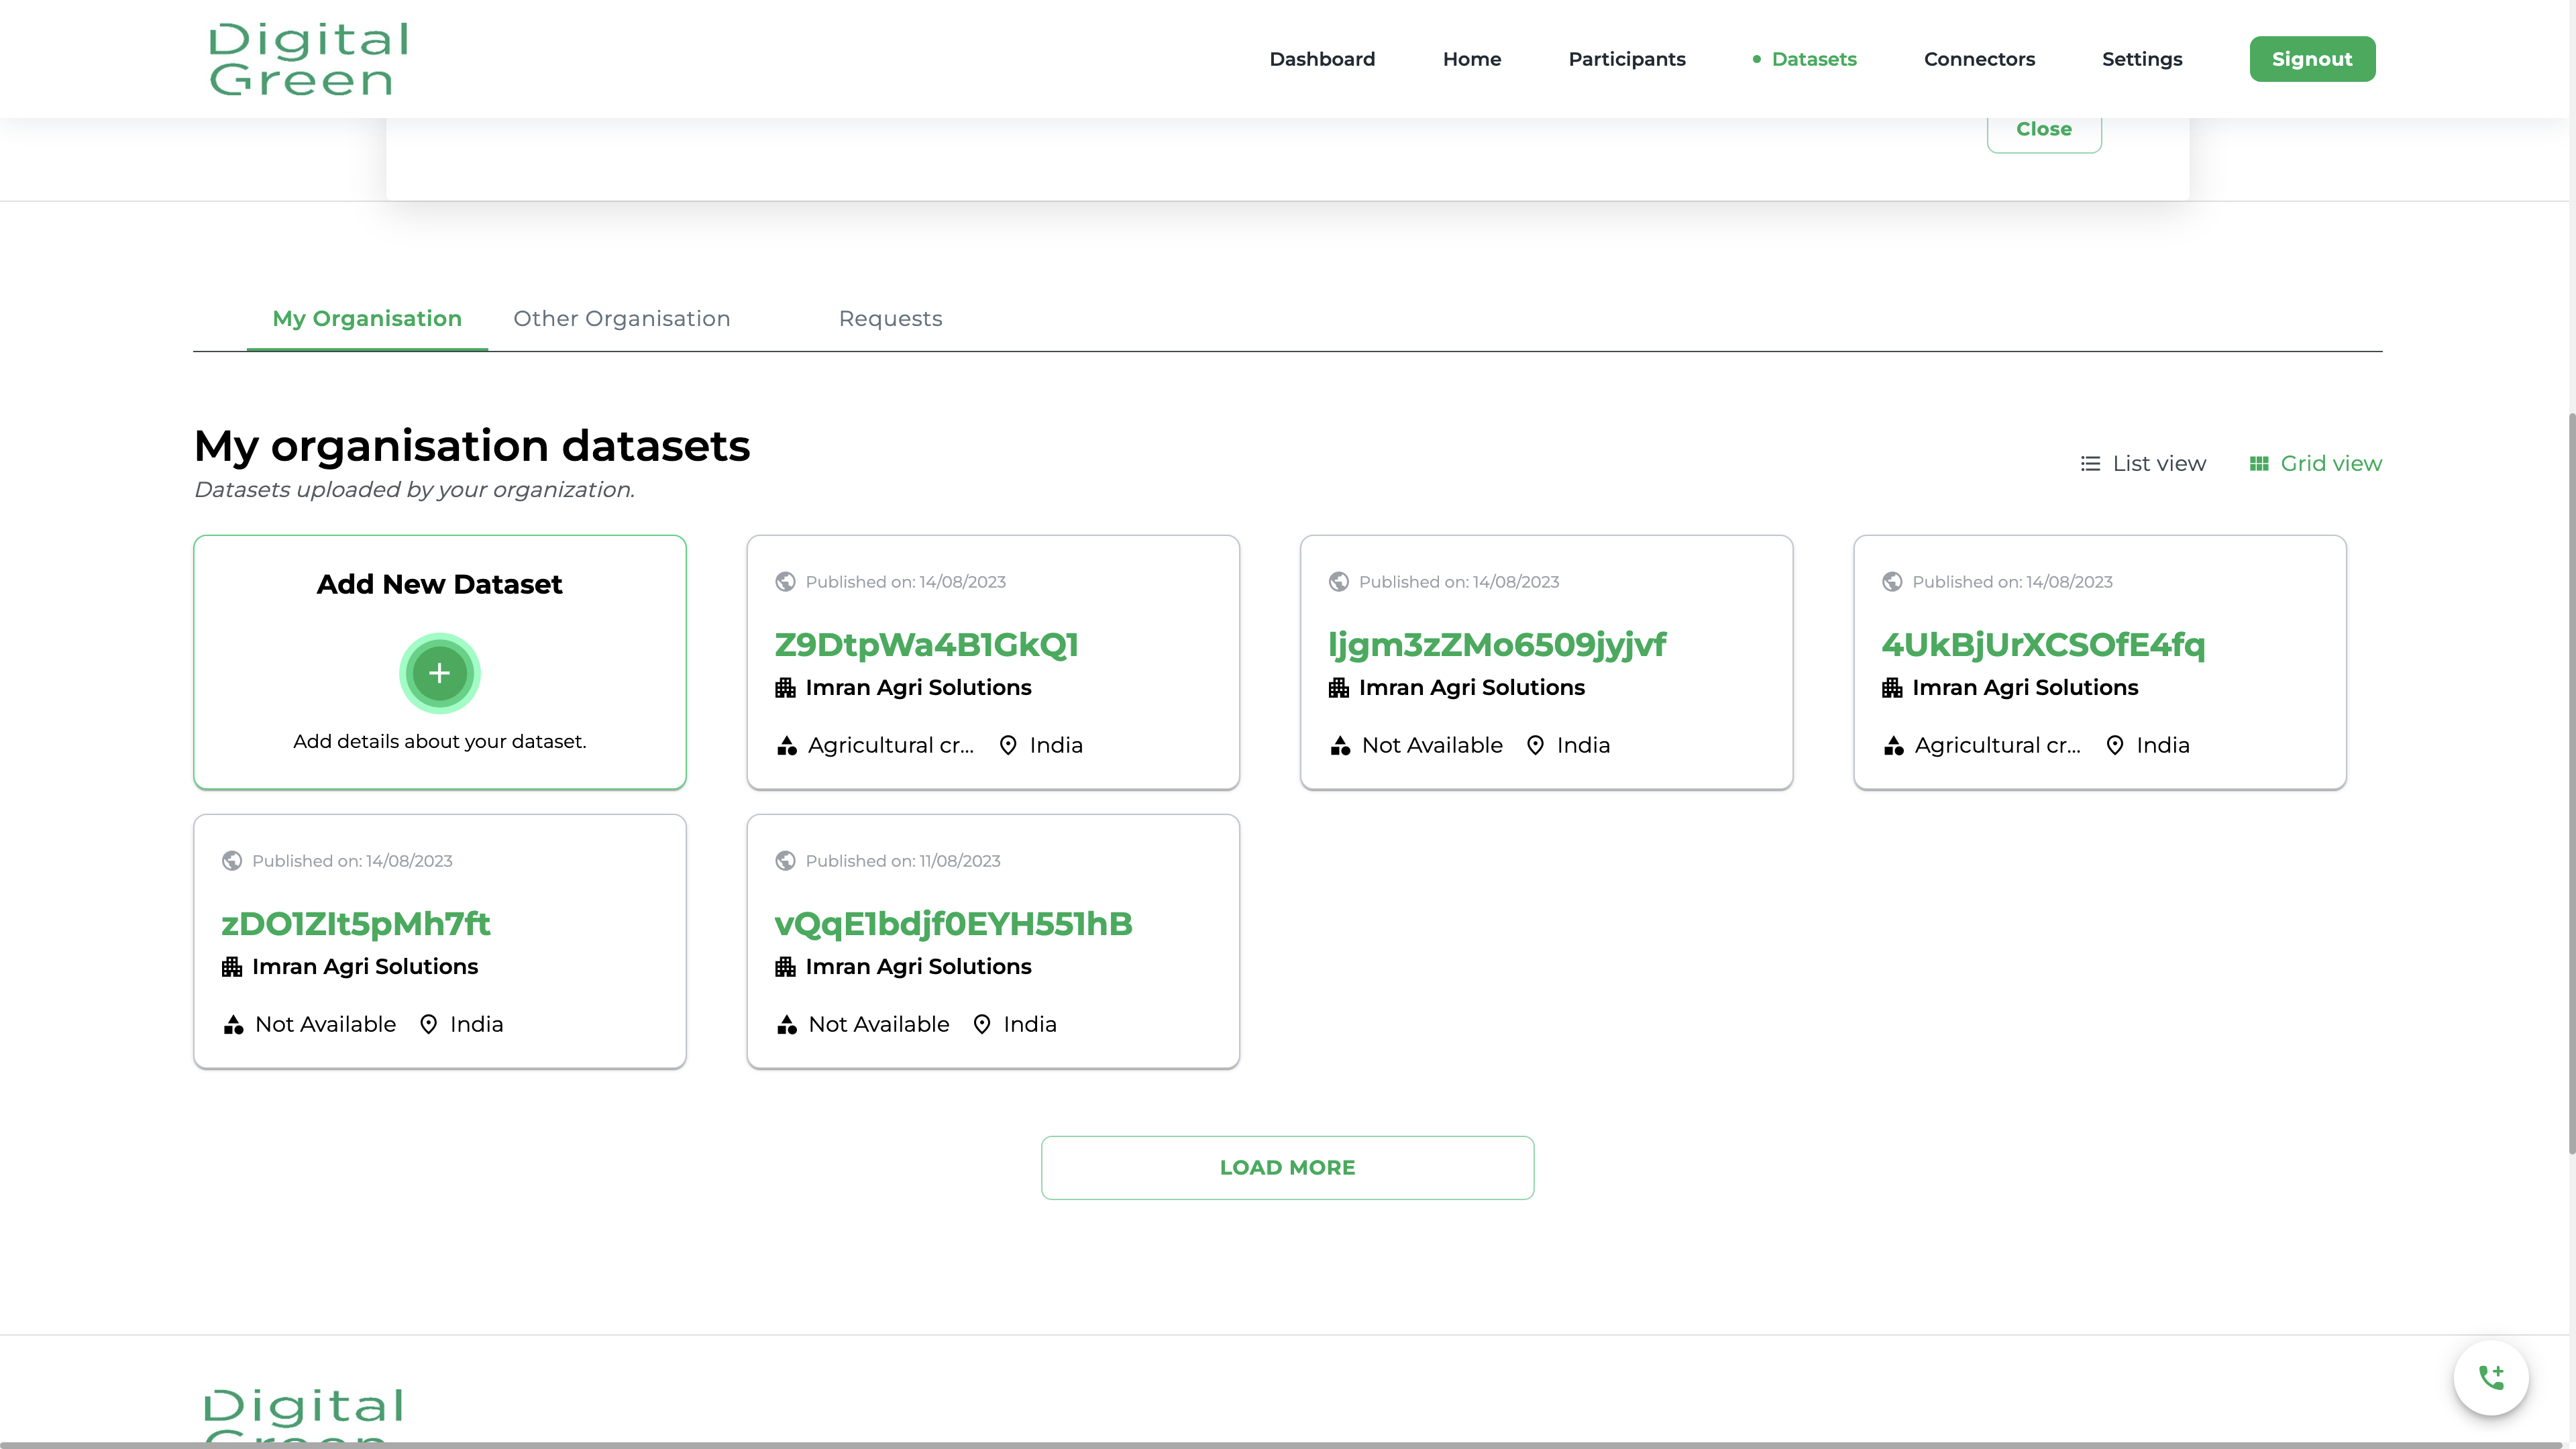 Digital
Green
Dashboard
Home
Participants
Datasets
Connectors
Settings
Signout
Close
My Organisation
Other Organisation
Requests
My organisation datasets
Datasets uploaded by your organization.
List view
Grid view
Add New Dataset
Add details about your dataset.
Published on: 14/08/2023
Z9DtpWa4B1GkQ1
Imran Agri Solutions
Agricultural cr...
India
Published on: 14/08/2023
ljgm3zZMo6509jyjvf
Imran Agri Solutions
Not Available
India
Published on: 14/08/2023
4UkBjUrXCSOfE4fq
Imran Agri Solutions
Agricultural cr...
India
Published on: 14/08/2023
zDO1ZIt5pMh7ft
Imran Agri Solutions
Not Available
India
Published on: 11/08/2023
vQqE1bdjf0EYH551hB
Imran Agri Solutions
Not Available
India
LOAD MORE
Digital
Green